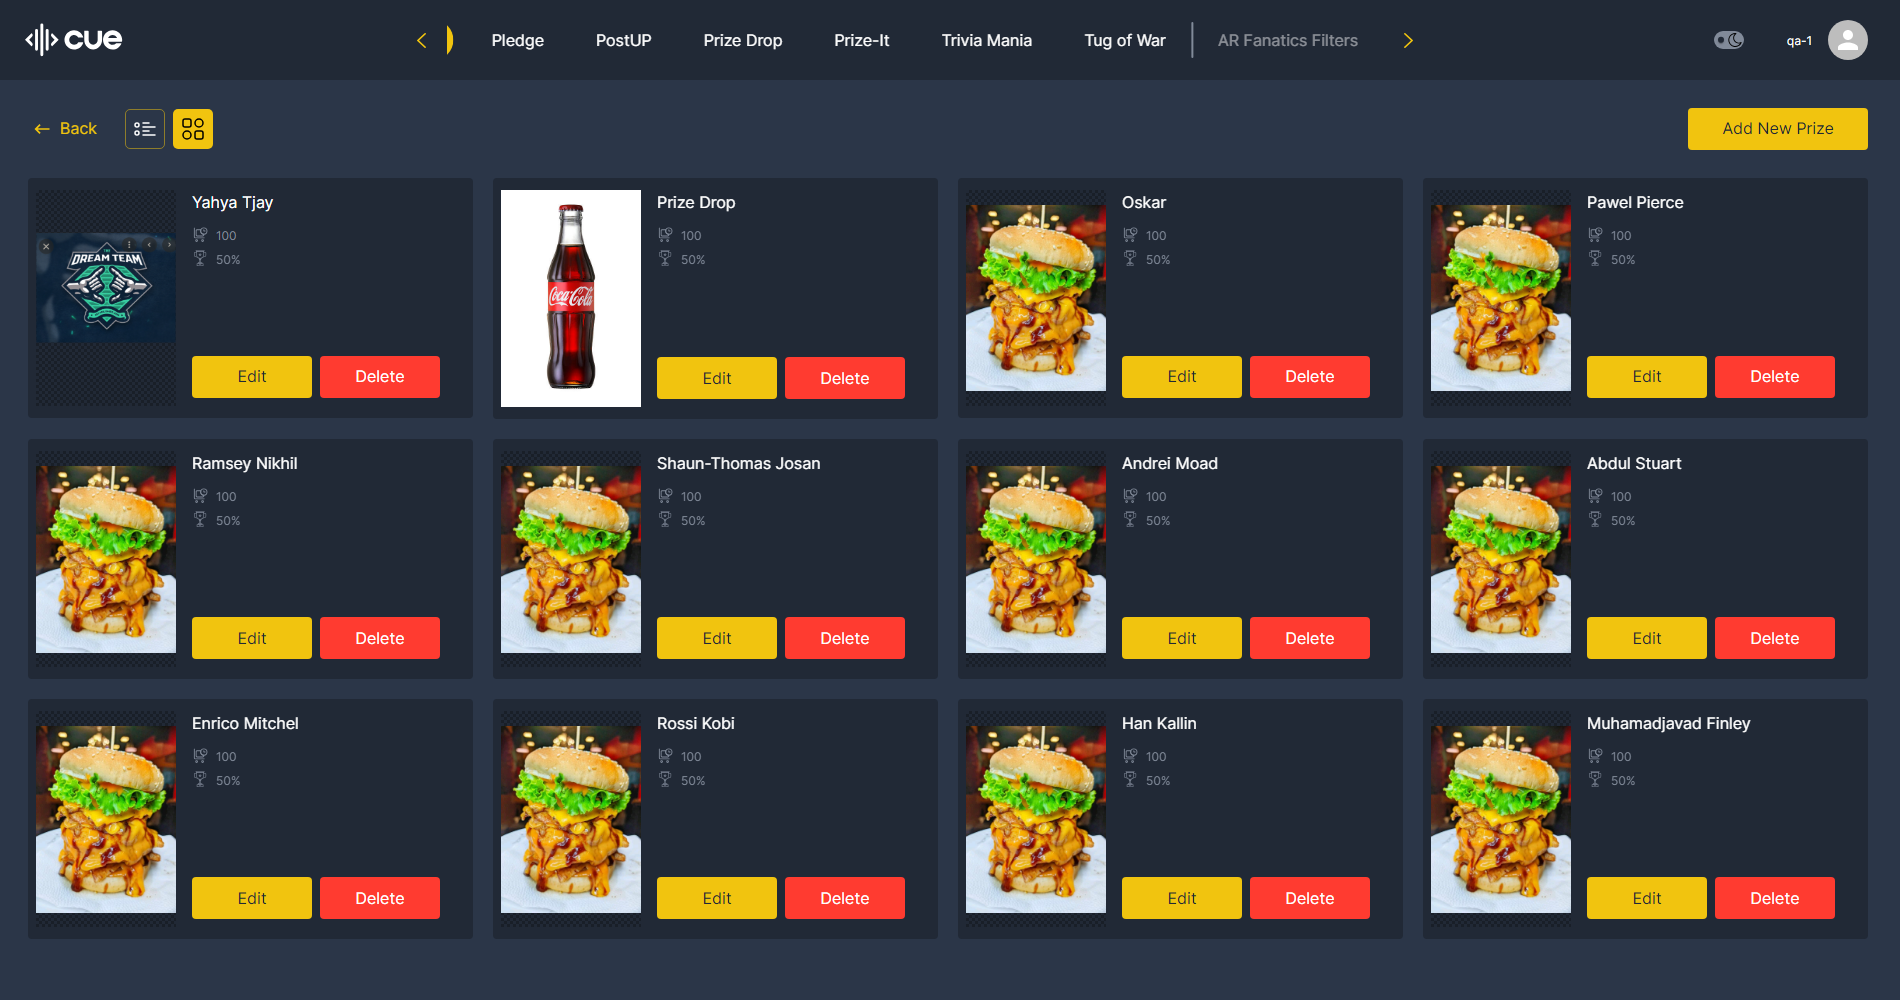 cue
Pledge
PostUP
Prize Drop
Prize-It
Trivia Mania
Tug of War
AR Fanatics Filters
qa-1
Back
Add New Prize
THE
DREAM TEAM
Yahya Tjay
100
50%
Edit
Delete
Coca-Cola
Prize Drop
100
50%
Edit
Delete
Oskar
100
50%
Edit
Delete
Pawel Pierce
100
50%
Edit
Delete
Ramsey Nikhil
100
50%
Edit
Delete
Shaun-Thomas Josan
100
50%
Edit
Delete
Andrei Moad
100
50%
Edit
Delete
Abdul Stuart
100
50%
Edit
Delete
Enrico Mitchel
100
50%
Edit
Delete
Rossi Kobi
100
50%
Edit
Delete
Han Kallin
100
50%
Edit
Delete
Muhamadjavad Finley
100
50%
Edit
Delete